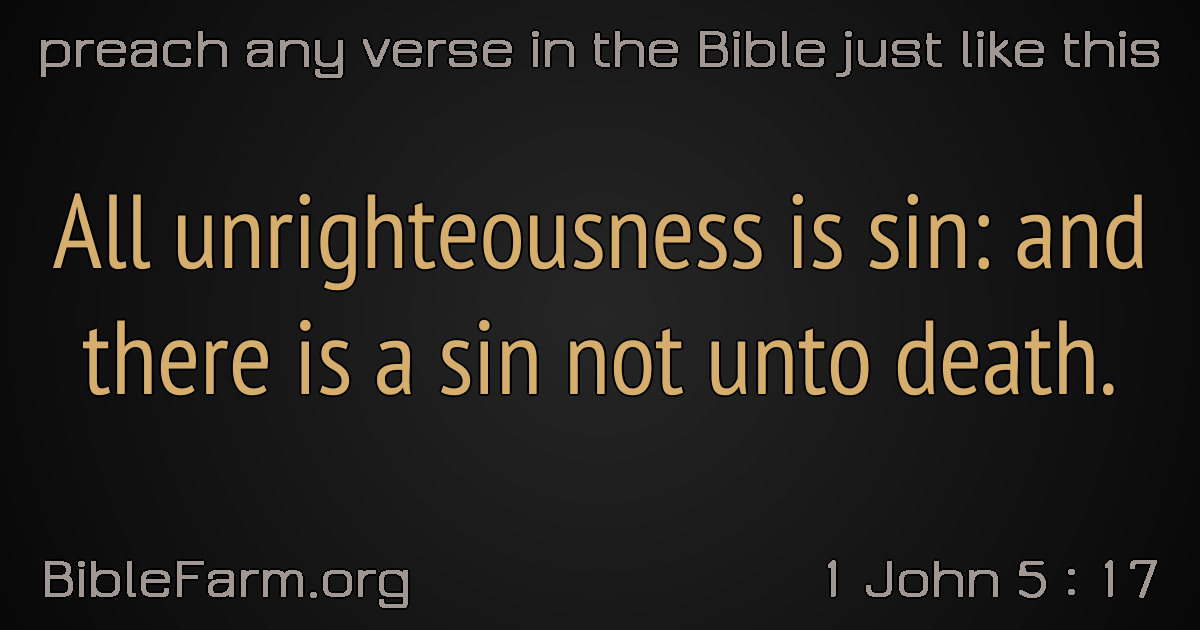 preach any verse in the Bible just like this
All unrighteousness is sin: and
there is a sin not unto death.
BibleFarm.org
1 John 5 : 17